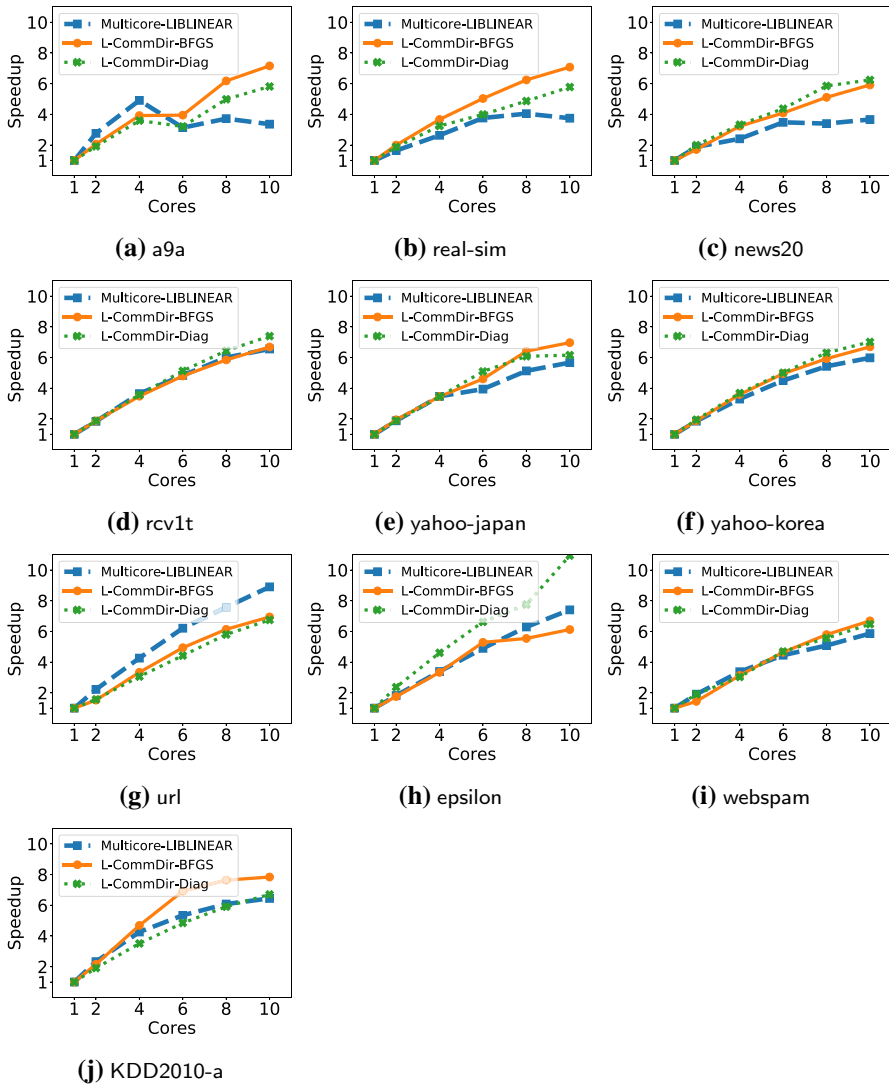 Speedup
10
8
6
4
2
1
Multicore-LIBLINEAR
L-CommDir-BFGS
L-CommDir-Diag
1 2 4 6 8 10
Cores
(a) a9a
Speedup
10
8
6
4
2
1
Multicore-LIBLINEAR
L-CommDir-BFGS
L-CommDir-Diag
1 2 4 6 8 10
Cores
(b) real-sim
Speedup
10
8
6
4
2
1
Multicore-LIBLINEAR
L-CommDir-BFGS
L-CommDir-Diag
1 2 4 6 8 10
Cores
(c) news20
Speedup
10
8
6
4
2
1
Multicore-LIBLINEAR
L-CommDir-BFGS
L-CommDir-Diag
1 2 4 6 8 10
Cores
(d) rcv1t
Speedup
10
8
6
4
2
1
Multicore-LIBLINEAR
L-CommDir-BFGS
L-CommDir-Diag
1 2 4 6 8 10
Cores
(e) yahoo-japan
Speedup
10
8
6
4
2
1
Multicore-LIBLINEAR
L-CommDir-BFGS
L-CommDir-Diag
1 2 4 6 8 10
Cores
(f) yahoo-korea
Speedup
10
8
6
4
2
1
Multicore-LIBLINEAR
L-CommDir-BFGS
L-CommDir-Diag
1 2 4 6 8 10
Cores
(g) url
Speedup
10
8
6
4
2
1
Multicore-LIBLINEAR
L-CommDir-BFGS
L-CommDir-Diag
1 2 4 6 8 10
Cores
(h) epsilon
Speedup
10
8
6
4
2
1
Multicore-LIBLINEAR
L-CommDir-BFGS
L-CommDir-Diag
1 2 4 6 8 10
Cores
(i) webspam
Speedup
10
8
6
4
2
1
Multicore-LIBLINEAR
L-CommDir-BFGS
L-CommDir-Diag
1 2 4 6 8 10
Cores
(j) KDD2010-a